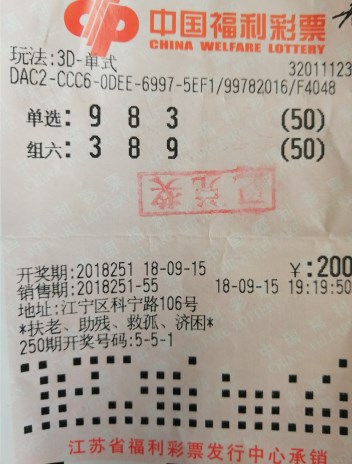 中国福利彩票
CHINA WELFARE LOTTERY
玩法:3D-单式
32011123
DAC2-CCC6-0DEE-6997-5EF1/99782016/F4048
单选: 9 8 3 (50)
组六: 3 8 9 (50)
已兑奖
开奖期:2018251 18-09-15 ¥:200
销售期:2018251-55 18-09-15 19:19:50
地址:江宁区科宁路106号
*扶老、助残、救孤、济困*
250期开奖号码:5-5-1
江苏省福利彩票发行中心承销